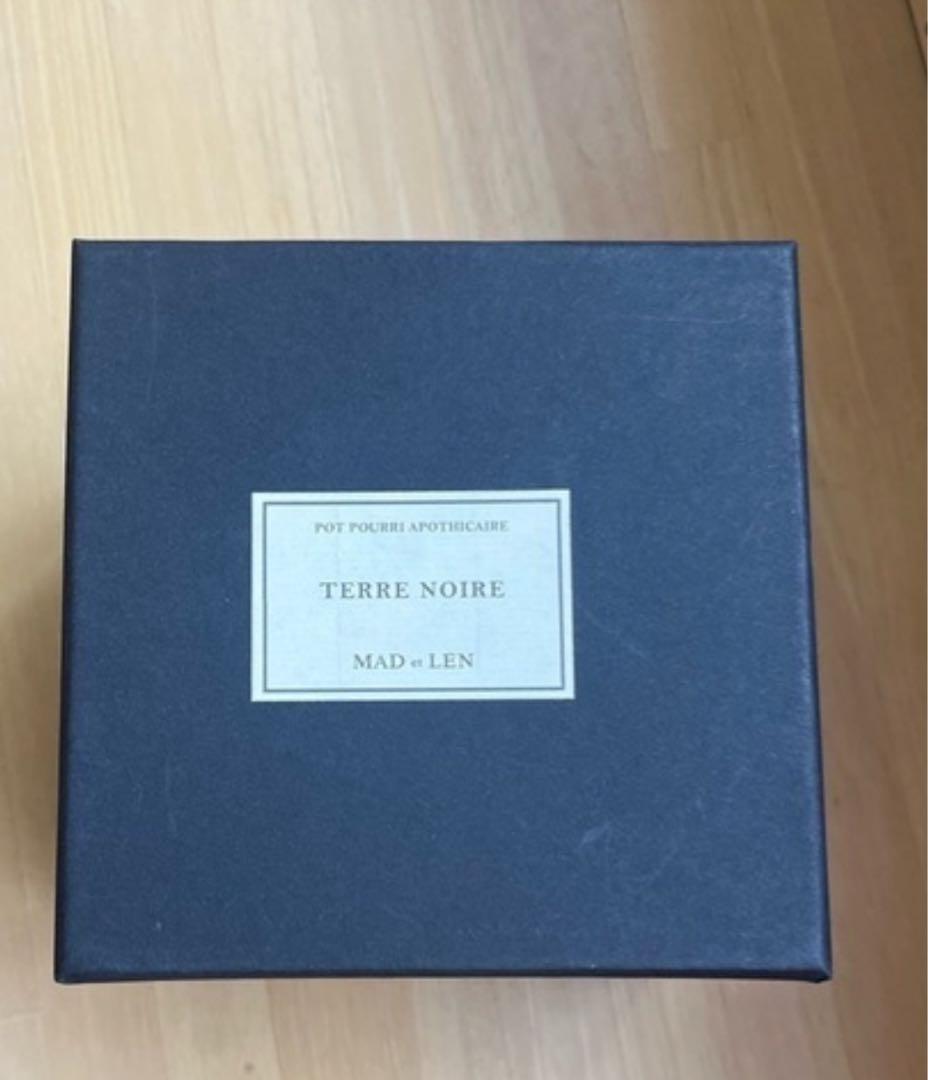 POT POURRI APOTHICAIRE
TERRE NOIRE
MAD et LEN